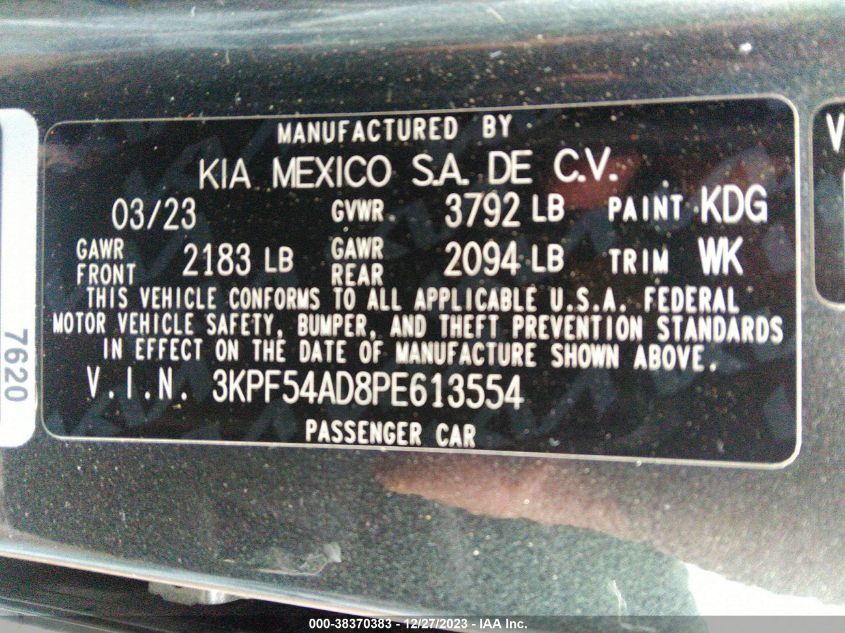 MANUFACTURED BY
KIA MEXICO S.A. DE C.V.
03/23 GVWR 3792 LB PAINT KDG
GAWR FRONT 2183 LB GAWR REAR 2094 LB TRIM WK
THIS VEHICLE CONFORMS TO ALL APPLICABLE U.S.A. FEDERAL
MOTOR VEHICLE SAFETY, BUMPER, AND THEFT PREVENTION STANDARDS
IN EFFECT ON THE DATE OF MANUFACTURE SHOWN ABOVE.
V.I.N. 3KPF54AD8PE613554
PASSENGER CAR
7620
V
000-38370383 - 12/27/2023 - IAA Inc.